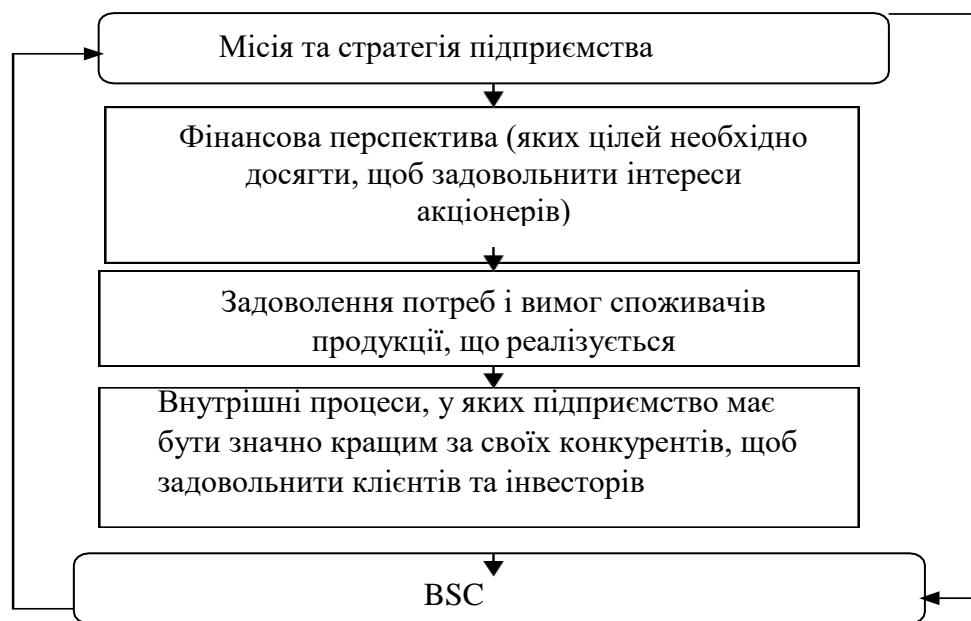 Місія та стратегія підприємства
Фінансова перспектива (яких цілей необхідно
досягти, щоб задовольнити інтереси
акціонерів)
Задоволення потреб і вимог споживачів
продукції, що реалізується
Внутрішні процеси, у яких підприємство має
бути значно кращим за своїх конкурентів, щоб
задовольнити клієнтів та інвесторів
BSC